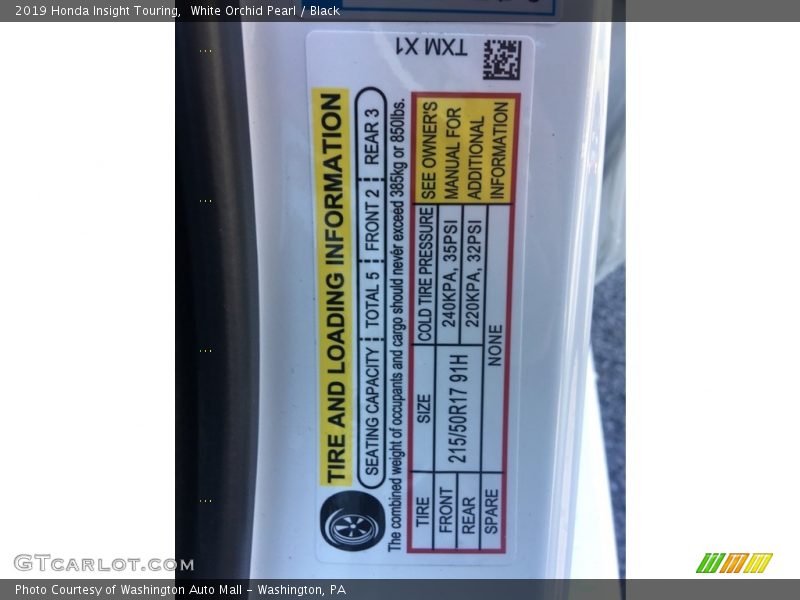 2019 Honda Insight Touring, White Orchid Pearl / Black
TXM X1
TIRE AND LOADING INFORMATION
SEATING CAPACITY TOTAL 5 FRONT 2 REAR 3
The combined weight of occupants and cargo should never exceed 385kg or 850lbs.
TIRE SIZE COLD TIRE PRESSURE SEE OWNER'S
FRONT 215/50R17 91H 240KPA, 35PSI MANUAL FOR
REAR 220KPA, 32PSI ADDITIONAL
SPARE NONE INFORMATION
GTcarlot.com
Photo Courtesy of Washington Auto Mall – Washington, PA